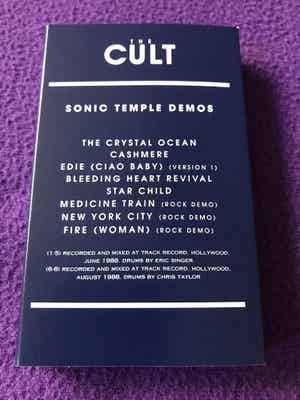 THE
CULT
SONIC TEMPLE DEMOS
THE CRYSTAL OCEAN
CASHMERE
EDIE (CIAO BABY) (VERSION 1)
BLEEDING HEART REVIVAL
STAR CHILD
MEDICINE TRAIN (ROCK DEMO)
NEW YORK CITY (ROCK DEMO)
FIRE (WOMAN) (ROCK DEMO)
(1-5) RECORDED AND MIXED AT TRACK RECORD, HOLLYWOOD,
JUNE 1988. DRUMS BY ERIC SINGER
(6-8) RECORDED AND MIXED AT TRACK RECORD, HOLLYWOOD,
AUGUST 1988. DRUMS BY CHRIS TAYLOR